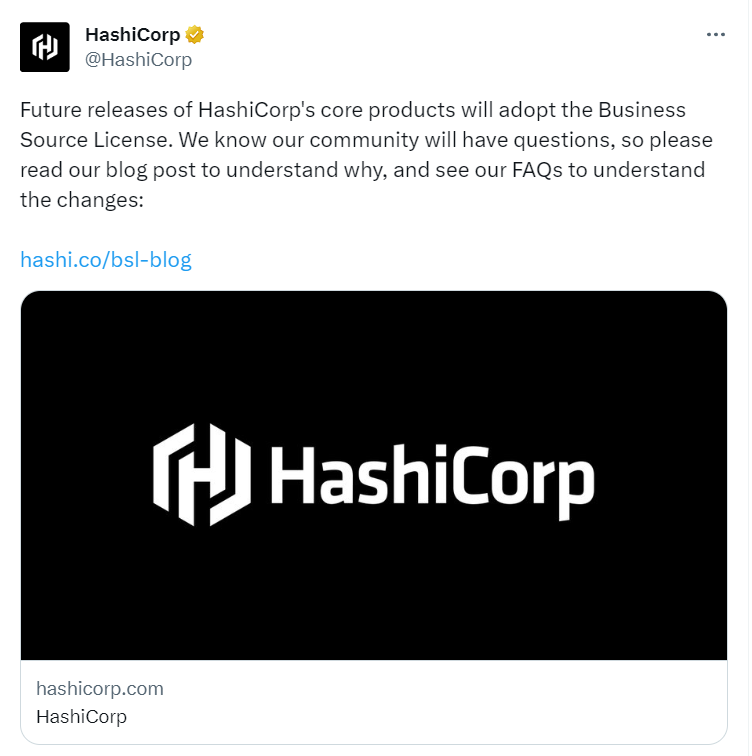 HashiCorp
@HashiCorp
Future releases of HashiCorp's core products will adopt the Business
Source License. We know our community will have questions, so please
read our blog post to understand why, and see our FAQs to understand
the changes:
hashi.co/bsl-blog
HashiCorp
hashicorp.com
HashiCorp